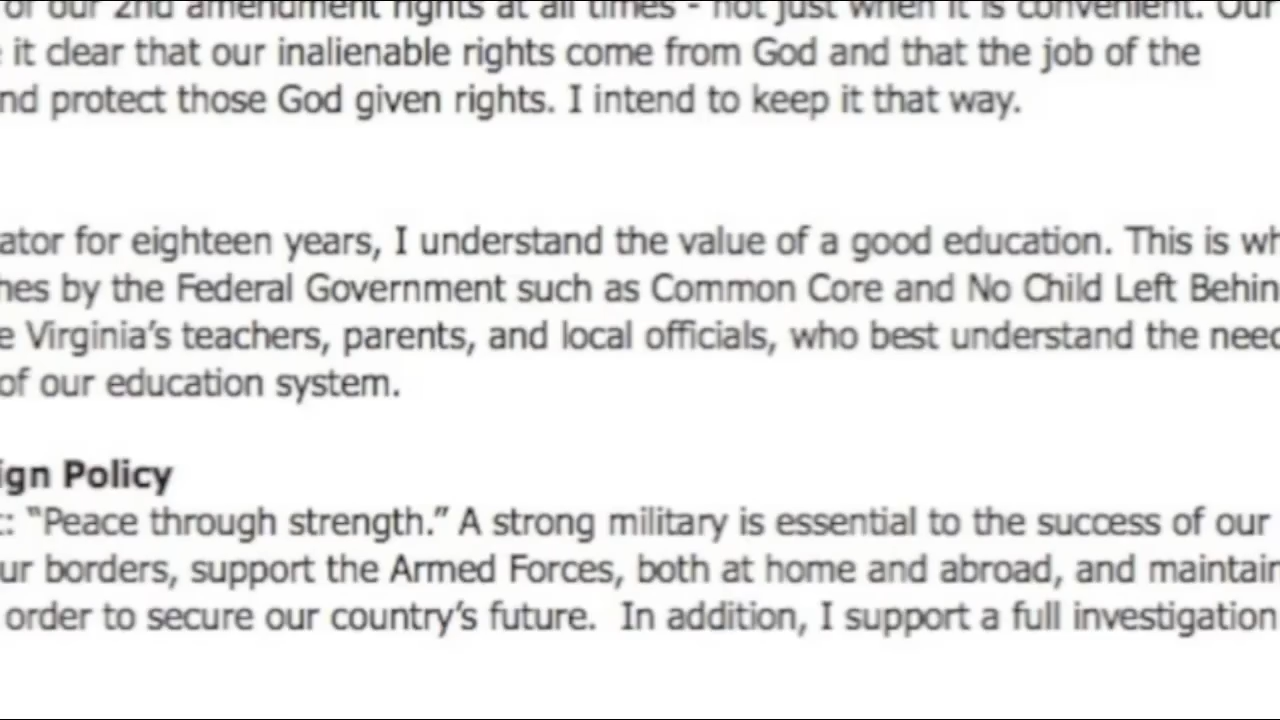 of our 2nd amendment rights at all times - not just when it is convenient. Our
it clear that our inalienable rights come from God and that the job of the
nd protect those God given rights. I intend to keep it that way.
ator for eighteen years, I understand the value of a good education. This is wh
hes by the Federal Government such as Common Core and No Child Left Behin
e Virginia's teachers, parents, and local officials, who best understand the need
of our education system.
ign Policy
: “Peace through strength.” A strong military is essential to the success of our
ur borders, support the Armed Forces, both at home and abroad, and maintain
order to secure our country's future. In addition, I support a full investigation